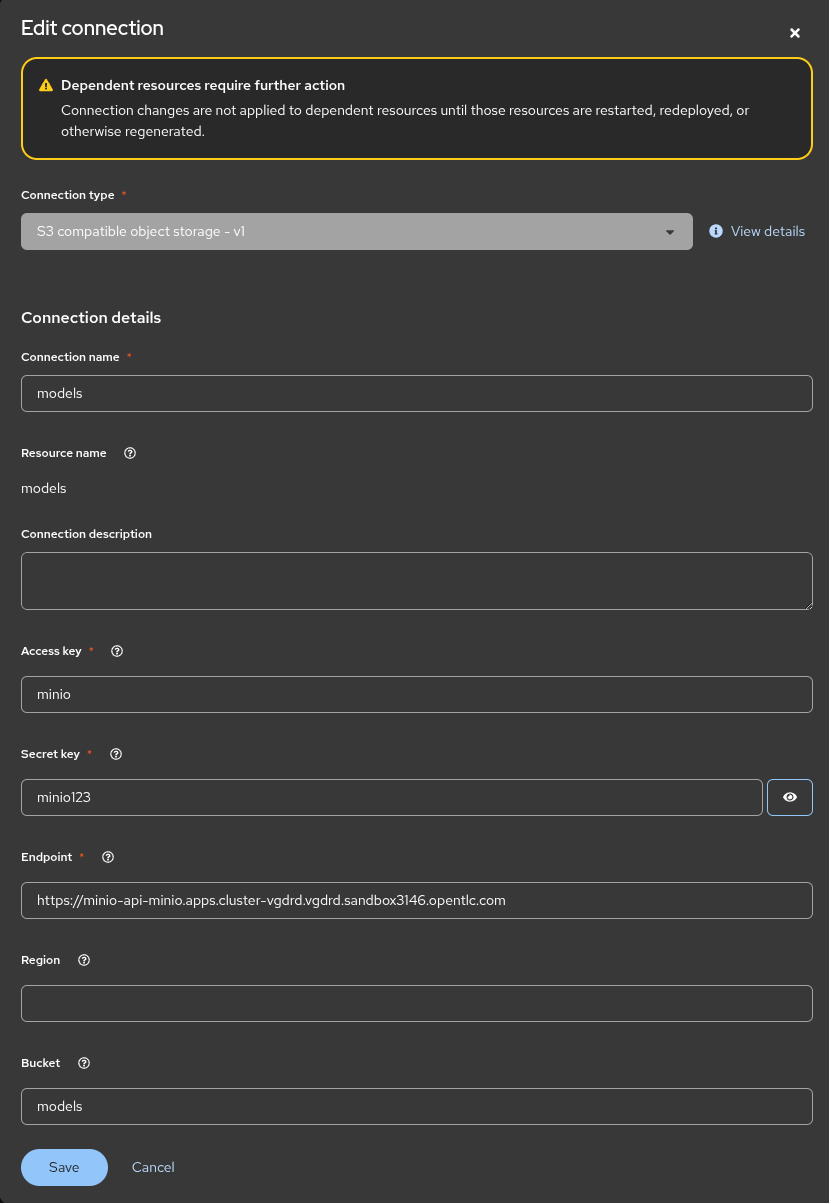 Edit connection
Dependent resources require further action
Connection changes are not applied to dependent resources until those resources are restarted, redeployed, or
otherwise regenerated.
Connection type *
S3 compatible object storage - v1
View details
Connection details
Connection name *
models
Resource name
models
Connection description
Access key *
minio
Secret key *
minio123
Endpoint *
https://minio-api-minio.apps.cluster-vgdrd.vgdrd.sandbox3146.opentlc.com
Region
Bucket
models
Save Cancel